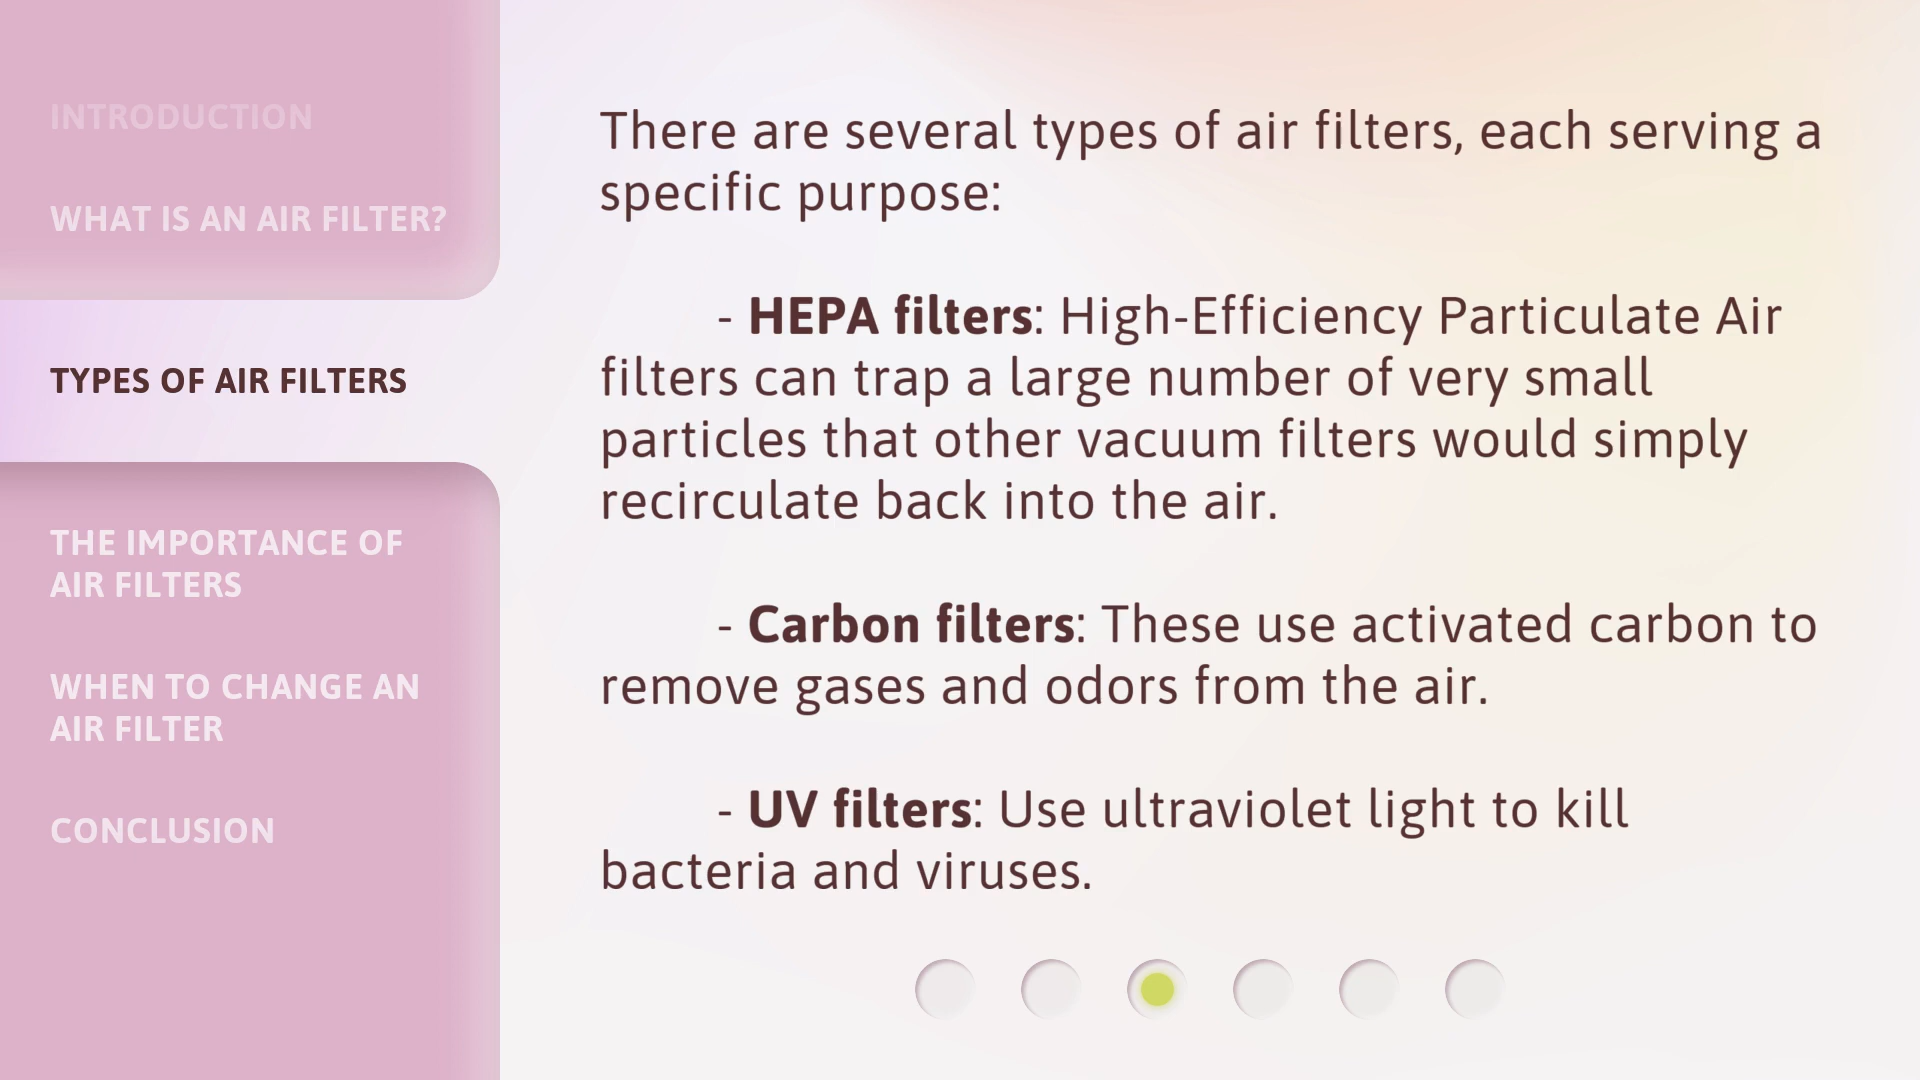 INTRODUCTION
WHAT IS AN AIR FILTER?
TYPES OF AIR FILTERS
THE IMPORTANCE OF
AIR FILTERS
WHEN TO CHANGE AN
AIR FILTER
CONCLUSION
There are several types of air filters, each serving a
specific purpose:
- HEPA filters: High-Efficiency Particulate Air
filters can trap a large number of very small
particles that other vacuum filters would simply
recirculate back into the air.
- Carbon filters: These use activated carbon to
remove gases and odors from the air.
- UV filters: Use ultraviolet light to kill
bacteria and viruses.